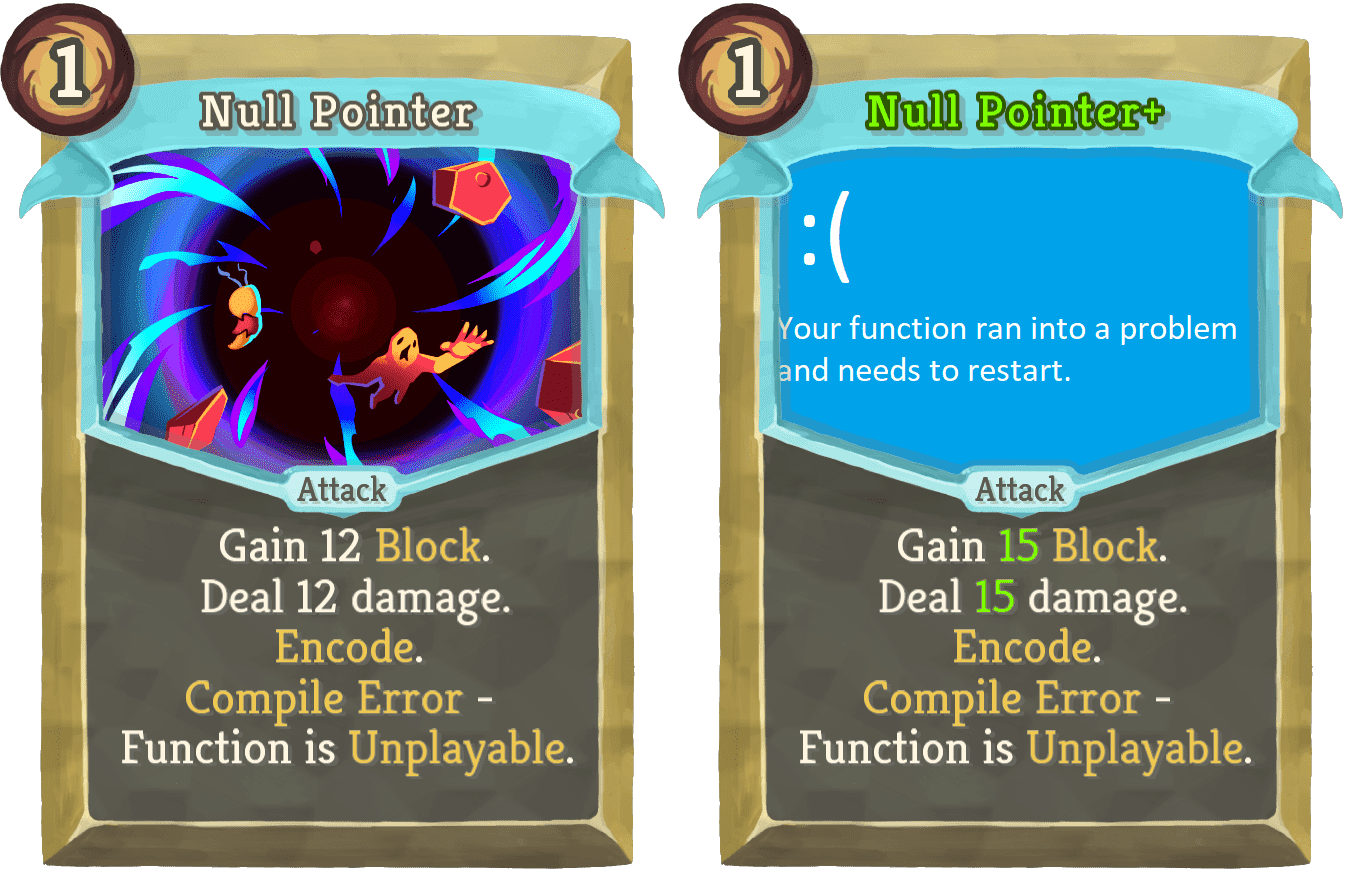 1
Null Pointer
Attack
Gain 12 Block.
Deal 12 damage.
Encode.
Compile Error -
Function is Unplayable.
1
Null Pointer+
:(
Your function ran into a problem
and needs to restart.
Attack
Gain 15 Block.
Deal 15 damage.
Encode.
Compile Error -
Function is Unplayable.